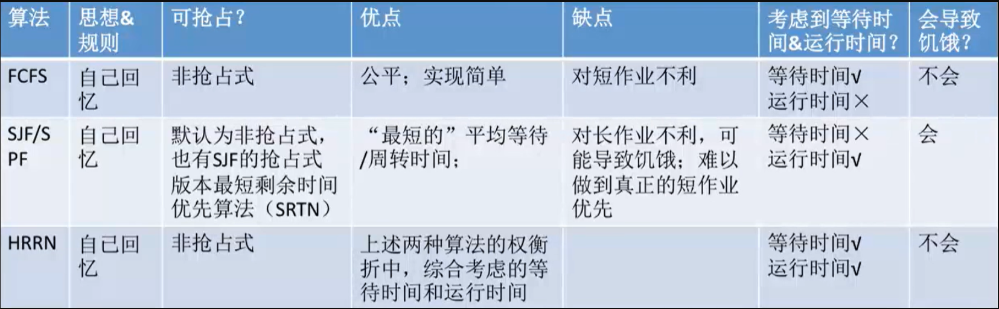 算法
思想&
规则
可抢占？
优点
缺点
考虑到等待时
间&运行时间？
会导致
饥饿？
FCFS
自己回
忆
非抢占式
公平；实现简单
对短作业不利
等待时间√
运行时间×
不会
SJF/S
PF
自己回
忆
默认为非抢占式，
也有SJF的抢占式
版本最短剩余时间
优先算法（SRTN）
“最短的”平均等待
/周转时间；
对长作业不利，可
能导致饥饿；难以
做到真正的短作业
优先
等待时间×
运行时间√
会
HRRN
自己回
忆
非抢占式
上述两种算法的权衡
折中，综合考虑的等
待时间和运行时间
等待时间√
运行时间√
不会